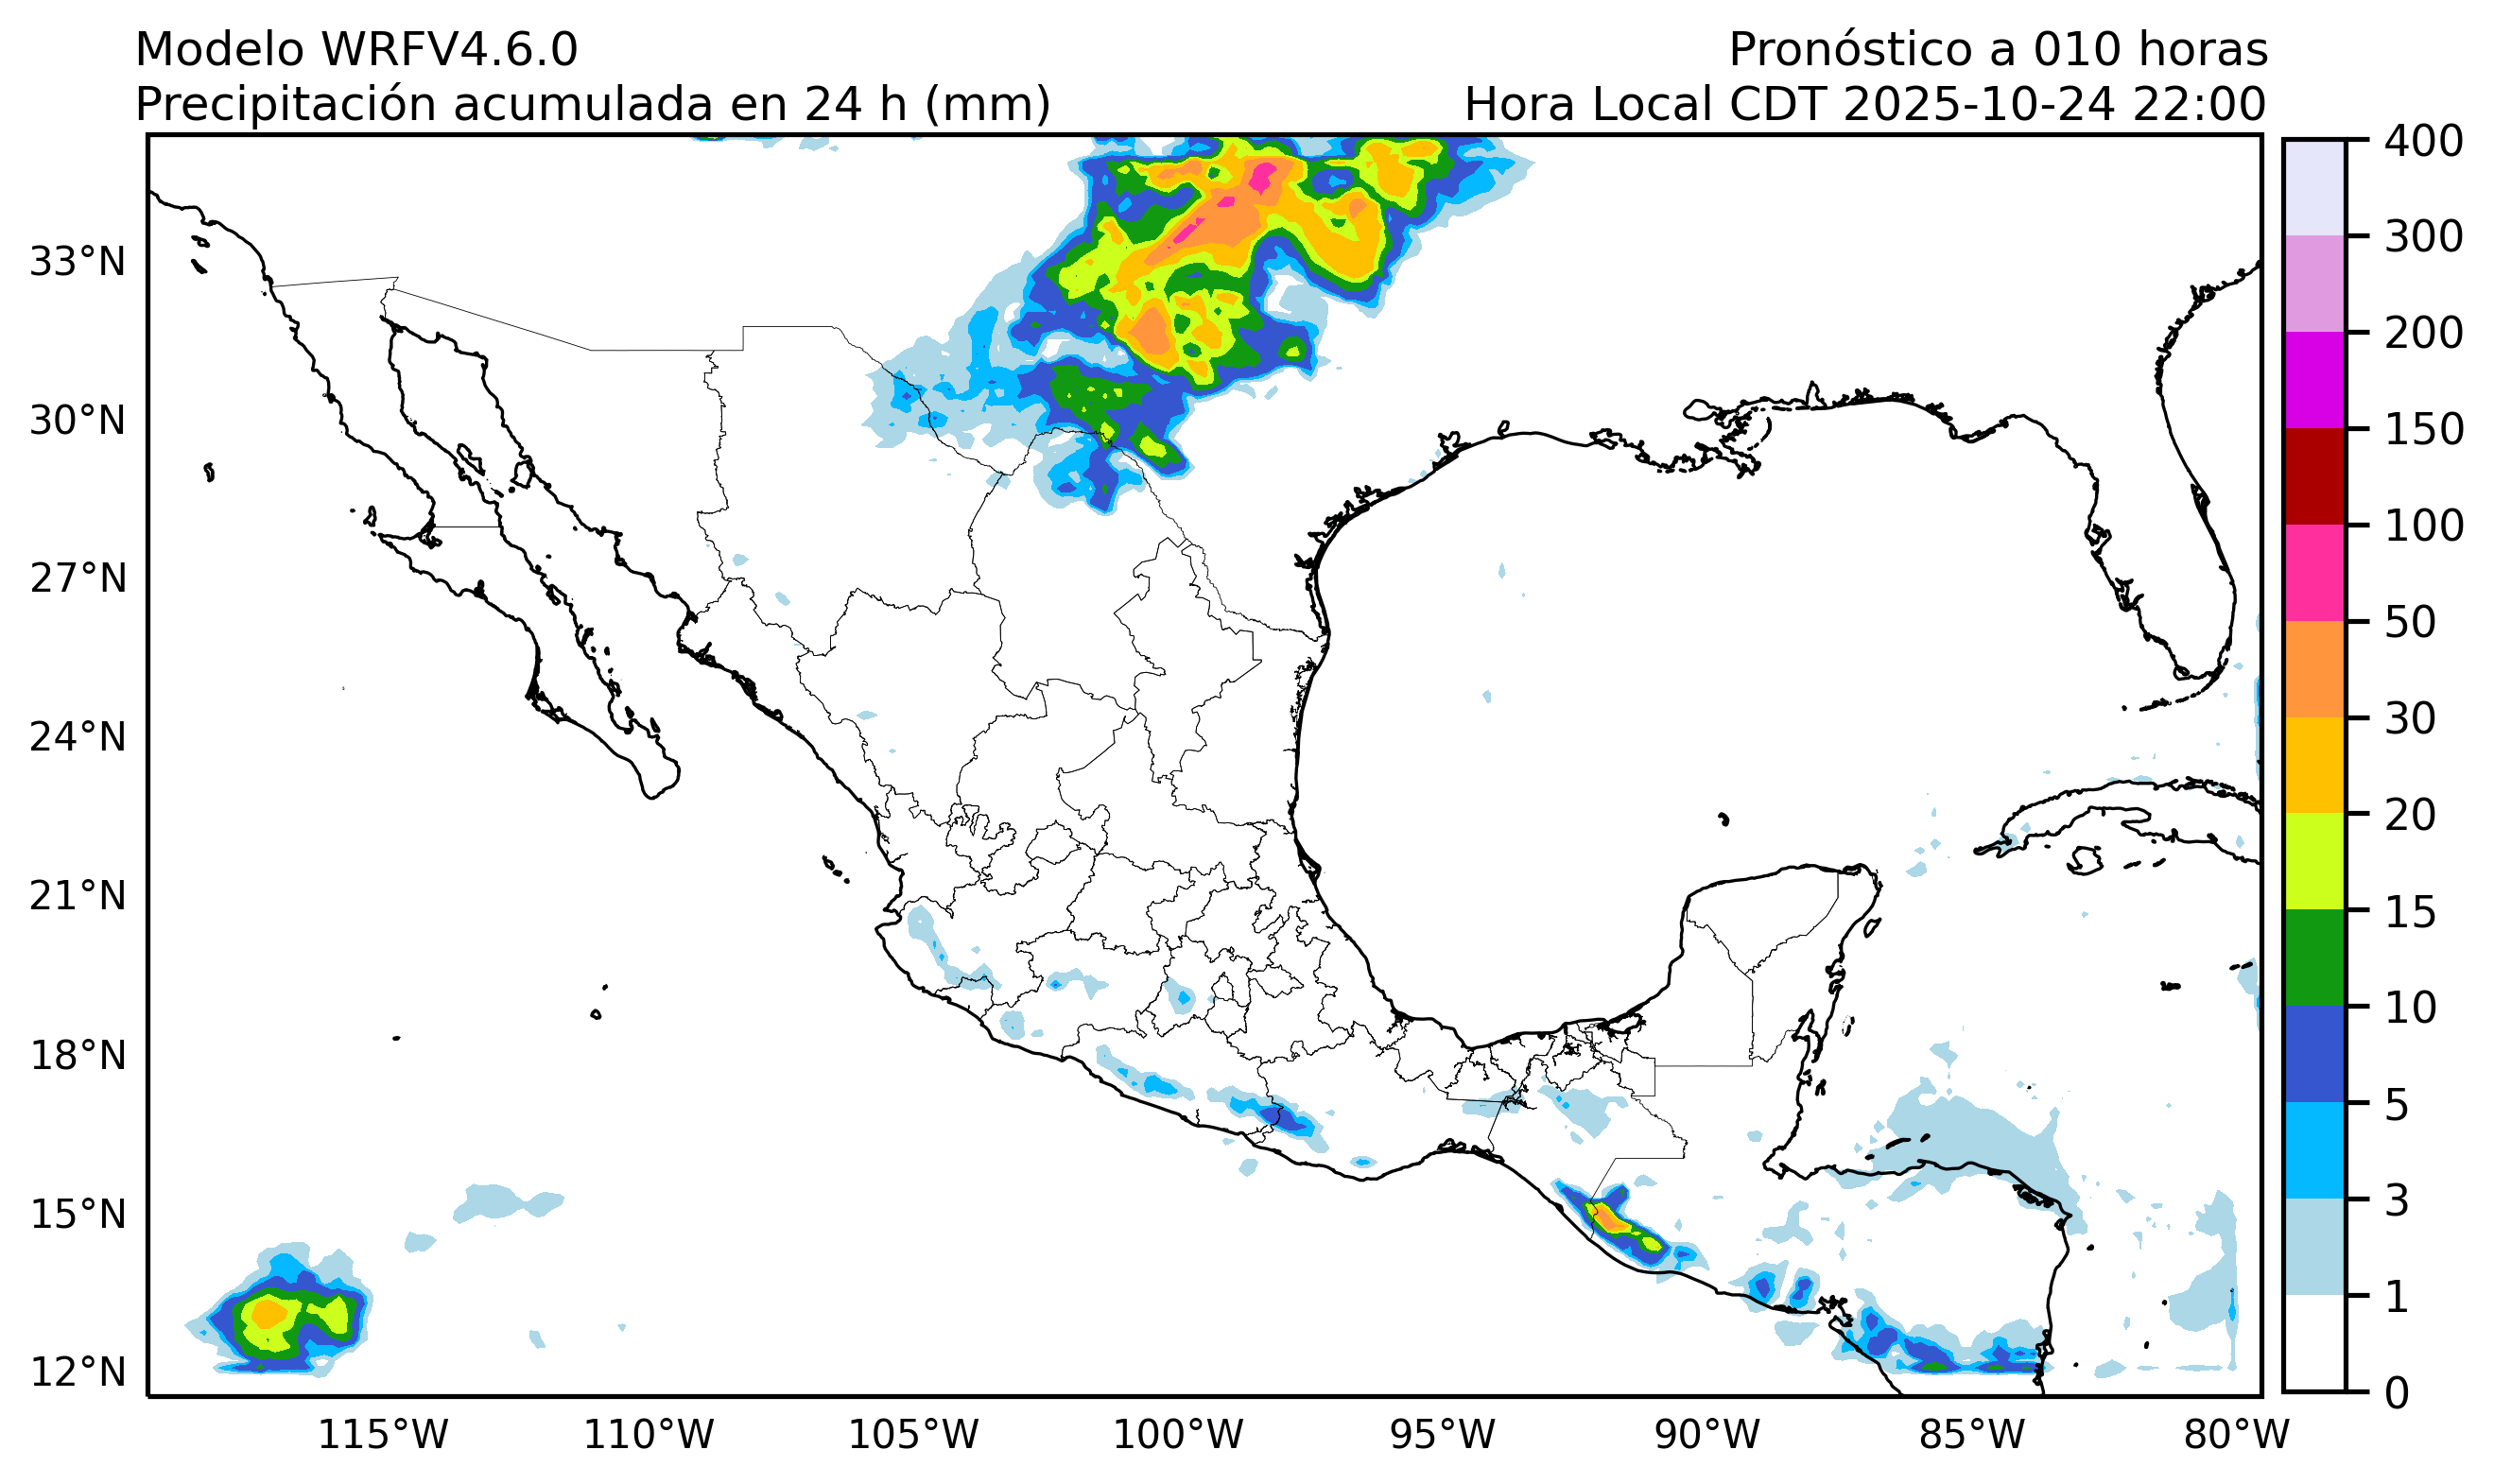 Modelo WRFV4.6.0
Pronóstico a 010 horas
Precipitación acumulada en 24 h (mm)
Hora Local CDT 2025-10-24 22:00
33°N
30°N
27°N
24°N
21°N
18°N
15°N
12°N
115°W
110°W
105°W
100°W
95°W
90°W
85°W
80°W
400
300
200
150
100
50
30
20
15
10
5
3
1
0